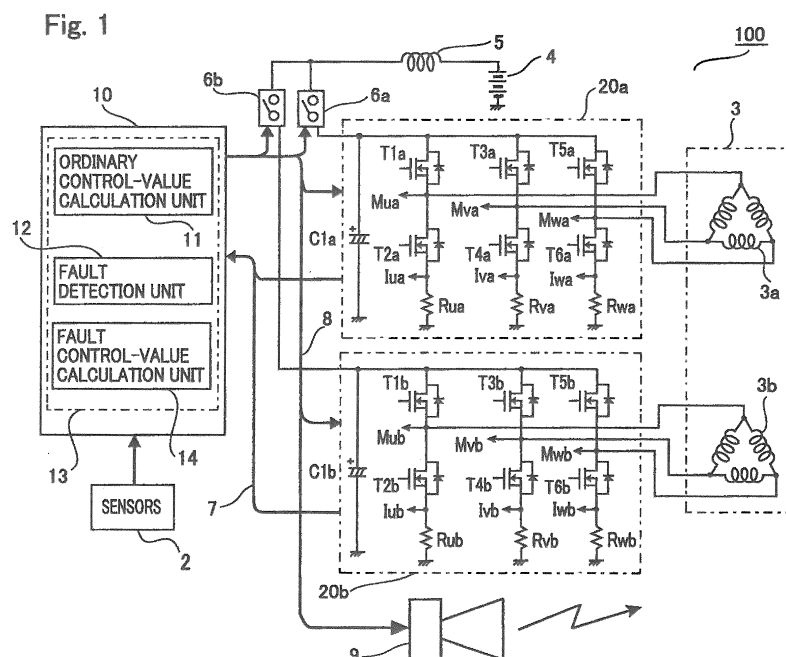 Fig. 1
5
100
4
6b
6a
10
20a
3
ORDINARY
CONTROL-VALUE
CALCULATION UNIT
11
T1a
T3a
T5a
Mua
Mva
Mwa
12
C1a
T2a
T4a
T6a
FAULT
DETECTION UNIT
Iua
Iva
Iwa
Rua
Rva
Rwa
3a
8
FAULT
CONTROL-VALUE
CALCULATION UNIT
T1b
T3b
T5b
3b
Mub
Mvb
Mwb
13
14
C1b
T2b
T4b
T6b
7
SENSORS
Iub
Ivb
Iwb
2
Rub
Rvb
Rwb
20b
9